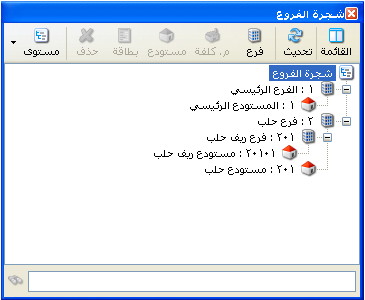 شجرة الفروع
القائمة تحديث فرع م. كلفة مستودع بطاقة حذف مستوى
شجرة الفروع
١ : الفرع الرئيسي
١ : المستودع الرئيسي
٢ : فرع حلب
٢٠١ : فرع ريف حلب
٢٠١٠١ : مستودع ريف حلب
٢٠١ : مستودع حلب